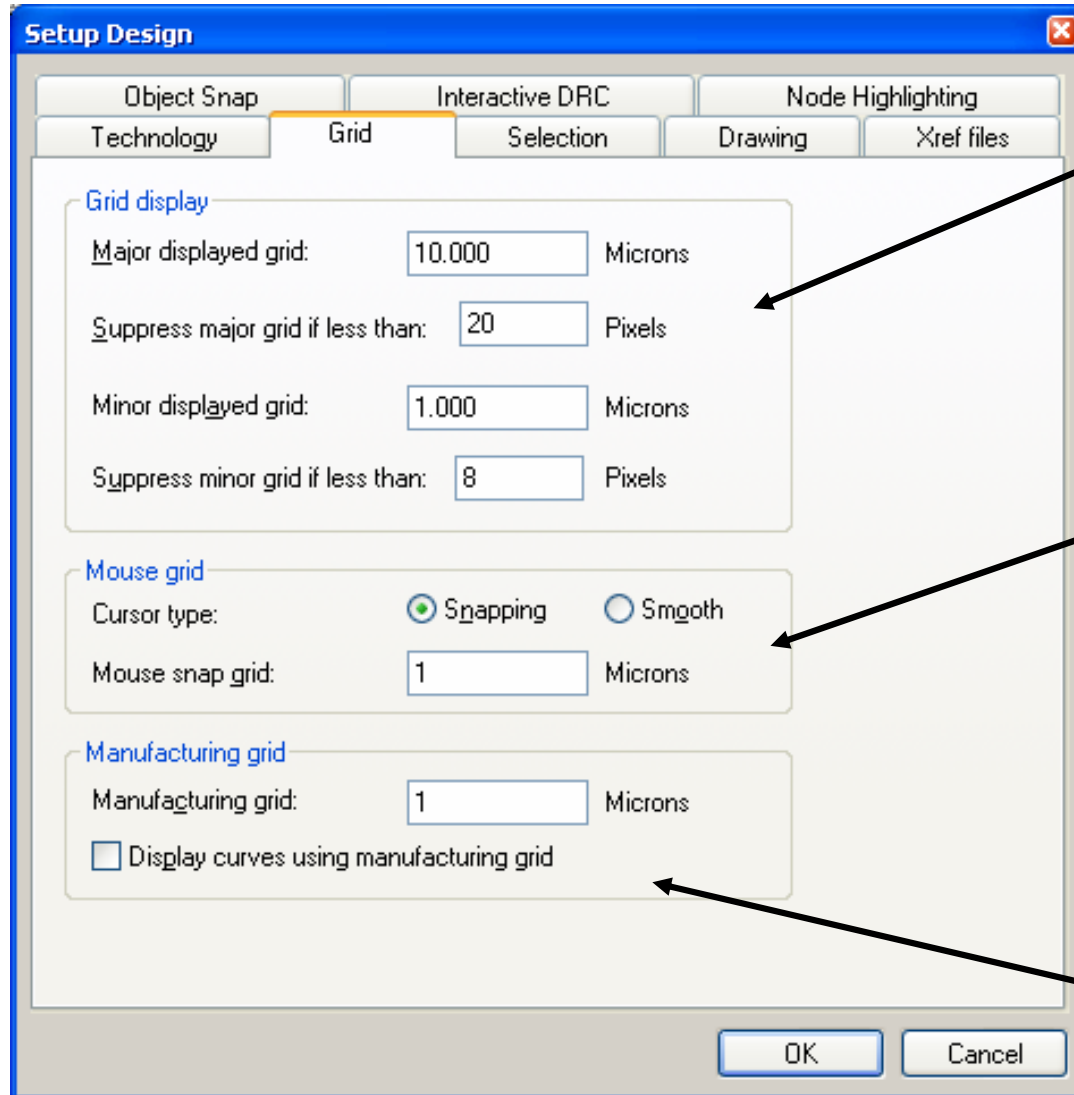 Setup Design
Object Snap Interactive DRC Node Highlighting
Technology Grid Selection Drawing Xref files
Grid display
Major displayed grid: 10.000 Microns
Suppress major grid if less than: 20 Pixels
Minor displayed grid: 1.000 Microns
Suppress minor grid if less than: 8 Pixels
Mouse grid
Cursor type: Snapping Smooth
Mouse snap grid: 1 Microns
Manufacturing grid
Manufacturing grid: 1 Microns
Display curves using manufacturing grid
OK Cancel